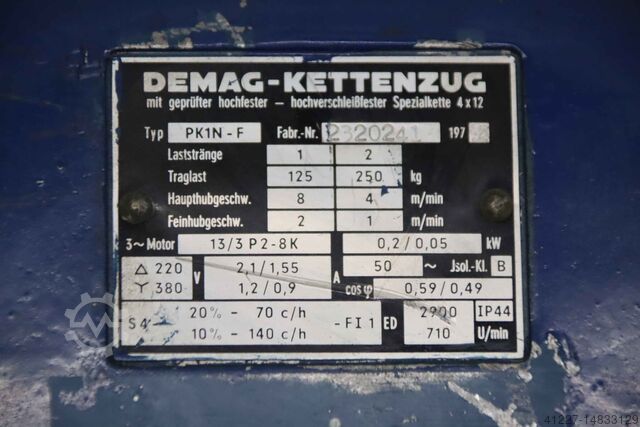 DEMAG-KETTENZUG
mit geprüfter hochfester – hochverschleißfester Spezialkette 4 x 12
Typ PK1N - F Fabr.-Nr. 2320241 197
Laststränge 1 2
Traglast 125 250 kg
Haupthubgeschw. 8 4 m/min
Feinhubgeschw. 2 1 m/min
3~ Motor 13/3 P2-8K 0,2/0,05 kW
△ 220 V 2,1/1,55 A 50 ~ Jsol.-Kl. B
Y 380 1,2/0,9 cos φ 0,59/0,49
S4 20% - 70 c/h -FI 1 ED 2900 IP44
10% - 140 c/h 710 U/min
41227-14833129